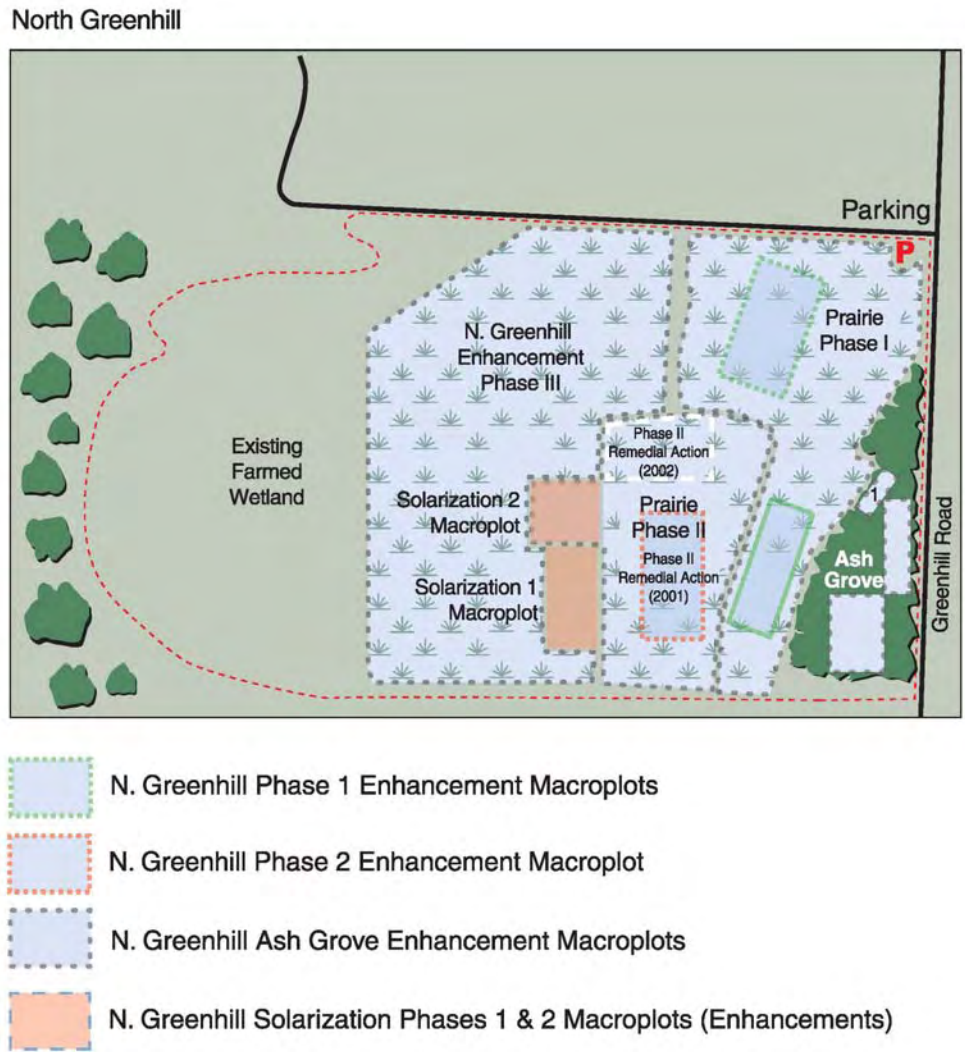 North Greenhill
Parking
P
N. Greenhill
Enhancement
Phase III
Prairie
Phase I
Existing
Farmed
Wetland
Phase II
Remedial Action
(2002)
Solarization 2
Macroplot
Prairie
Phase II
1
Phase II
Remedial Action
(2001)
Ash
Grove
Solarization 1
Macroplot
Greenhill Road
N. Greenhill Phase 1 Enhancement Macroplots
N. Greenhill Phase 2 Enhancement Macroplot
N. Greenhill Ash Grove Enhancement Macroplots
N. Greenhill Solarization Phases 1 & 2 Macroplots (Enhancements)